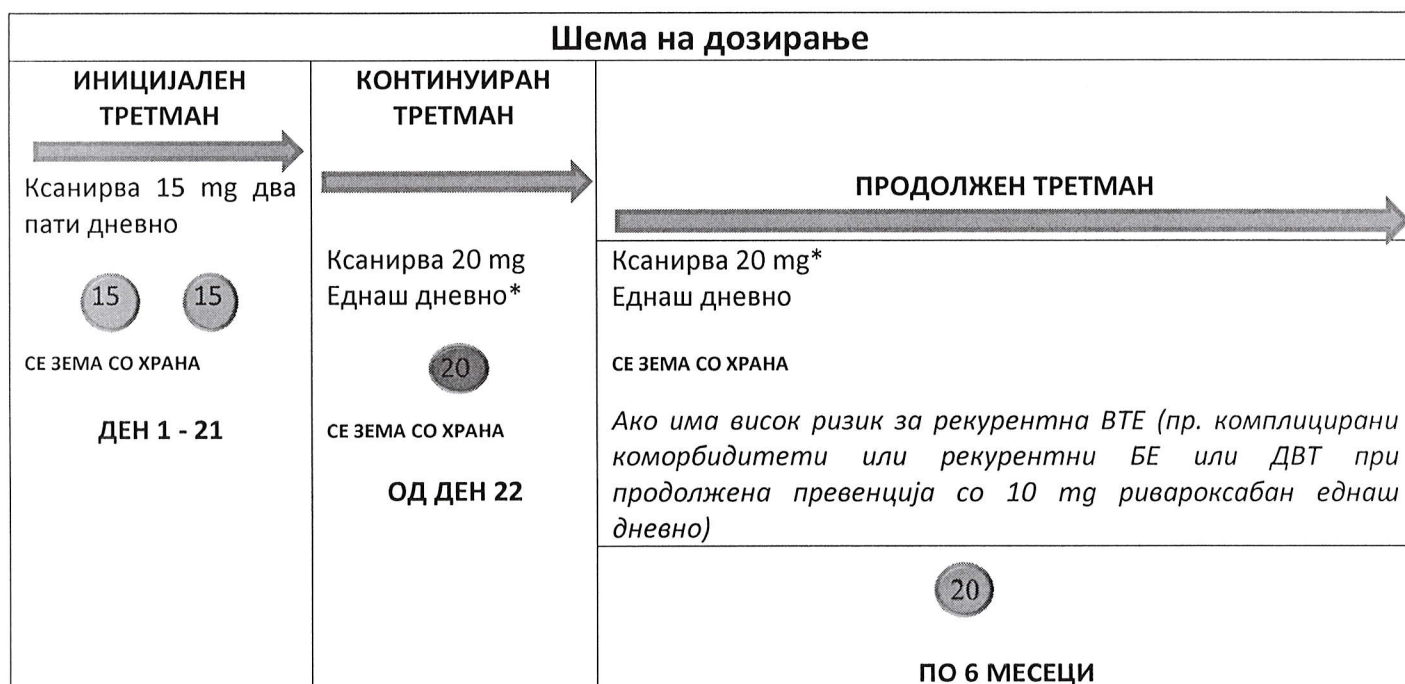 Шема на дозирање
ИНИЦИЈАЛЕН
ТРЕТМАН
Ксанирва 15 mg два
пати дневно
15 15
СЕ ЗЕМА СО ХРАНА
ДЕН 1 - 21
КОНТИНУИРАН
ТРЕТМАН
Ксанирва 20 mg
Еднаш дневно*
20
СЕ ЗЕМА СО ХРАНА
ОД ДЕН 22
ПРОДОЛЖЕН ТРЕТМАН
Ксанирва 20 mg*
Еднаш дневно
СЕ ЗЕМА СО ХРАНА
Ако има висок ризик за рекурентна ВТЕ (пр. комплицирани
коморбидитети или рекурентни БЕ или ДВТ при
продолжена превенција со 10 mg ривароксабан еднаш
дневно)
20
ПО 6 МЕСЕЦИ